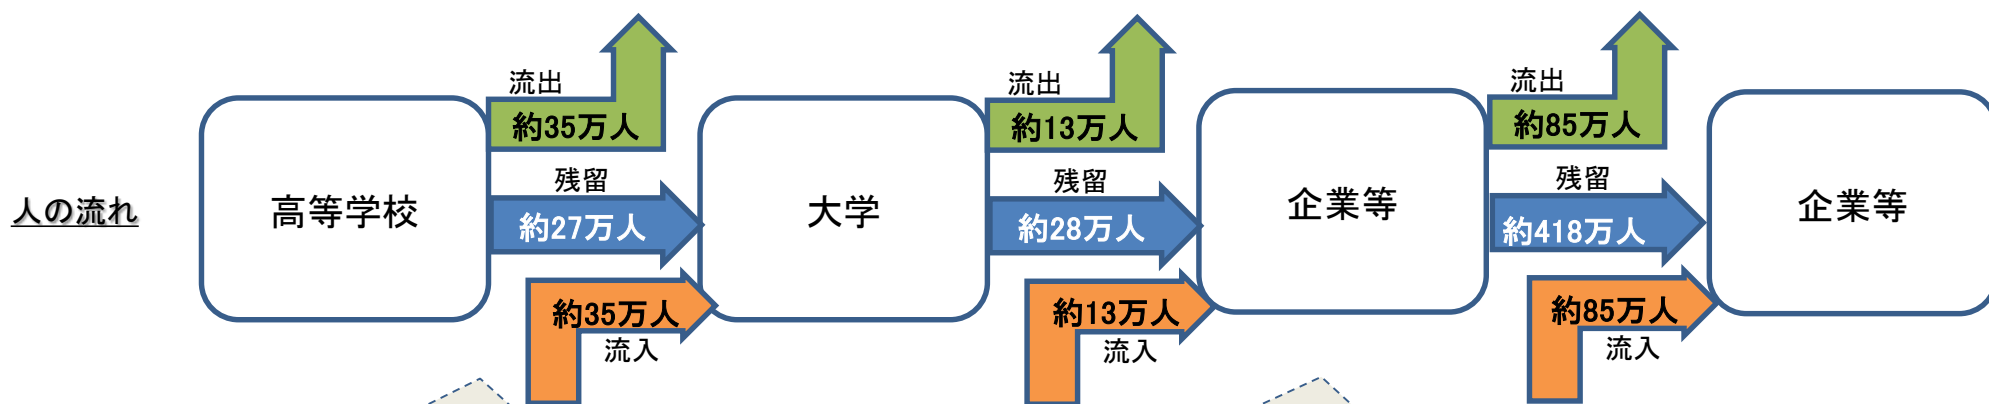 流出
約35万人
残留
約27万人
約35万人
流入
流出
約13万人
残留
約28万人
約13万人
流入
流出
約85万人
残留
約418万人
約85万人
流入
人の流れ
高等学校
大学
企業等
企業等